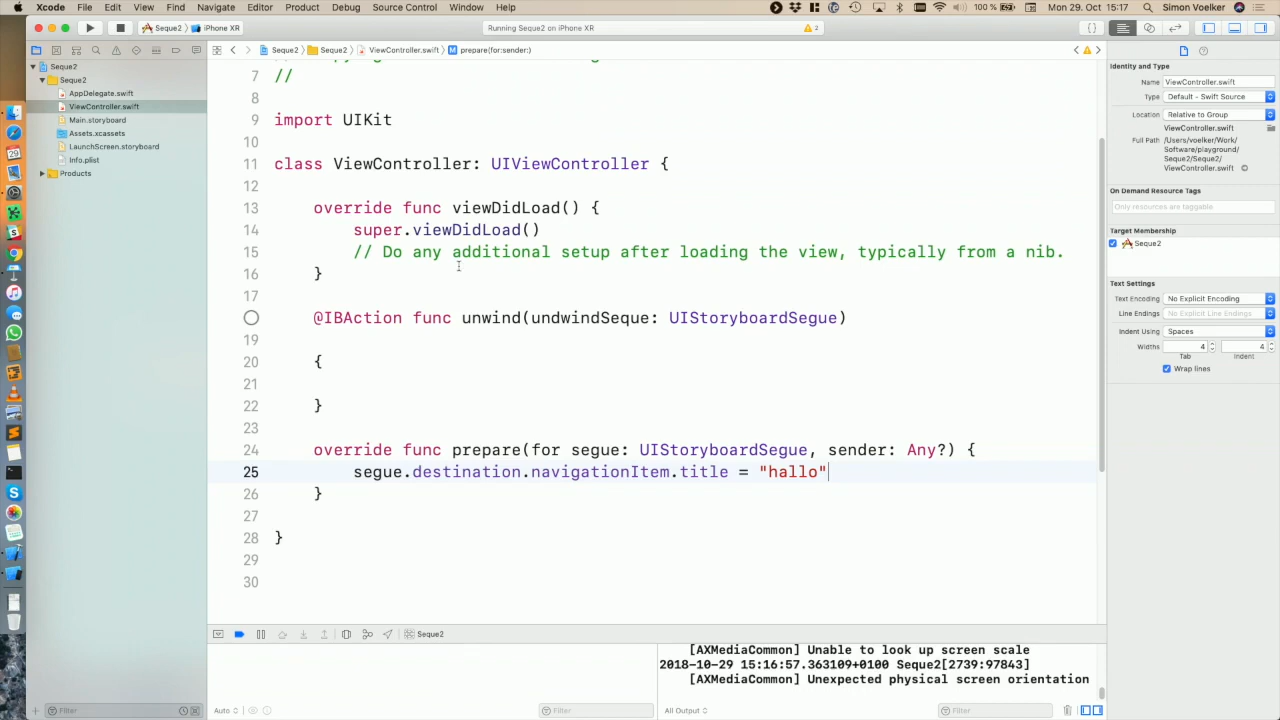 Xcode File Edit View Find Navigate Editor Product Debug Source Control Window Help
100 % Mon 29. Oct 15:17 Simon Voelker
Seque2 iPhone XR
Running Seque2 on iPhone XR 2
Seque2 Seque2 ViewController.swift M prepare(for:sender:)
Seque2
Seque2
AppDelegate.swift
ViewController.swift
Main.storyboard
Assets.xcassets
LaunchScreen.storyboard
Info.plist
Products
7 //
8
9 import UIKit
10
11 class ViewController: UIViewController {
12
13 override func viewDidLoad() {
14 super.viewDidLoad()
15 // Do any additional setup after loading the view, typically from a nib.
16 }
17
@IBAction func unwind(undwindSeque: UIStoryboardSegue)
19
20 {
21
22 }
23
24 override func prepare(for segue: UIStoryboardSegue, sender: Any?) {
25 segue.destination.navigationItem.title = "hallo"
26 }
27
28 }
29
30
Identity and Type
Name ViewController.swift
Type Default - Swift Source
Location Relative to Group
ViewController.swift
Full Path /Users/voelker/Work/
Software/playground/
Seque2/Seque2/
ViewController.swift
On Demand Resource Tags
Only resources are taggable
Target Membership
Seque2
Text Settings
Text Encoding No Explicit Encoding
Line Endings No Explicit Line Endings
Indent Using Spaces
Widths 4 4
Tab Indent
Wrap lines
Seque2
[AXMediaCommon] Unable to look up screen scale
2018-10-29 15:16:57.363109+0100 Seque2[2739:97843]
[AXMediaCommon] Unexpected physical screen orientation
Filter
Auto
Filter
All Output
Filter